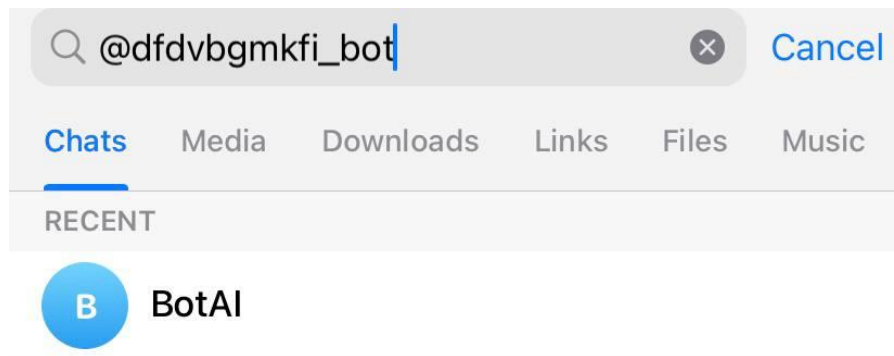 @dfdvbgmkfi_bot Cancel
Chats Media Downloads Links Files Music
RECENT
B BotAI